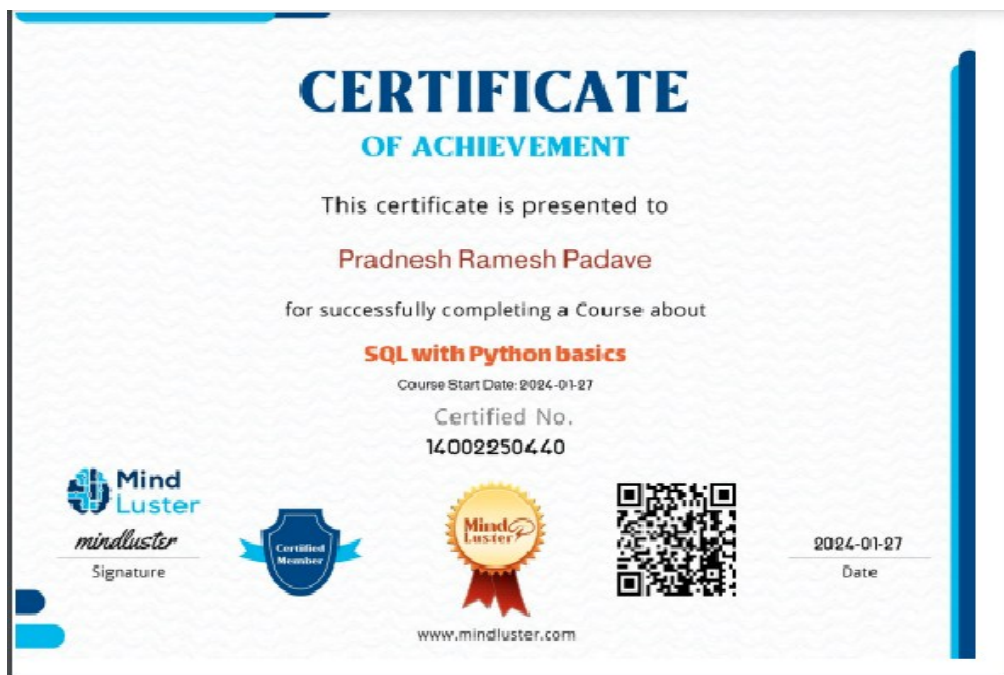 CERTIFICATE
OF ACHIEVEMENT
This certificate is presented to
Pradnesh Ramesh Padave
for successfully completing a Course about
SQL with Python basics
Course Start Date: 2024-01-27
Certified No.
14002250440
Mind
Luster
mindluster
Signature
Certified
Member
Mind
Luster
2024-01-27
Date
www.mindluster.com